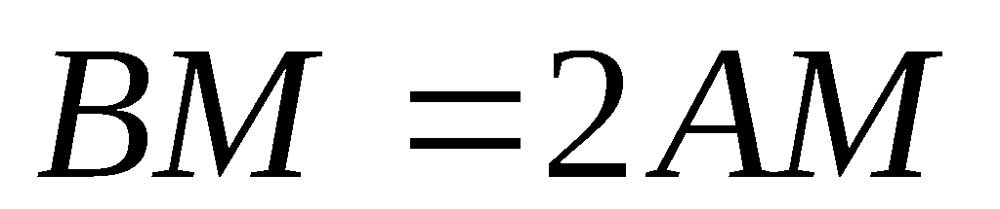 BM = 2AM